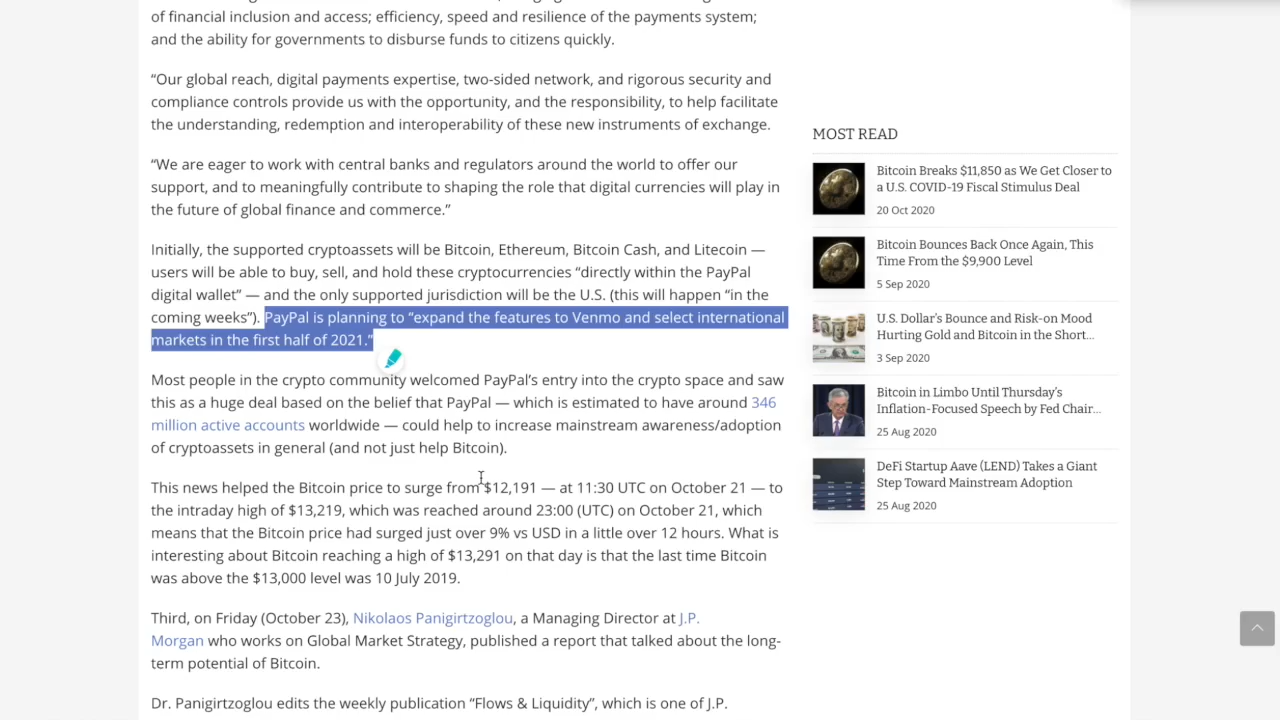 of financial inclusion and access; efficiency, speed and resilience of the payments system;
and the ability for governments to disburse funds to citizens quickly.
“Our global reach, digital payments expertise, two-sided network, and rigorous security and
compliance controls provide us with the opportunity, and the responsibility, to help facilitate
the understanding, redemption and interoperability of these new instruments of exchange.
“We are eager to work with central banks and regulators around the world to offer our
support, and to meaningfully contribute to shaping the role that digital currencies will play in
the future of global finance and commerce.”
Initially, the supported cryptoassets will be Bitcoin, Ethereum, Bitcoin Cash, and Litecoin —
users will be able to buy, sell, and hold these cryptocurrencies “directly within the PayPal
digital wallet” — and the only supported jurisdiction will be the U.S. (this will happen “in the
coming weeks”). PayPal is planning to “expand the features to Venmo and select international
markets in the first half of 2021.”
Most people in the crypto community welcomed PayPal’s entry into the crypto space and saw
this as a huge deal based on the belief that PayPal — which is estimated to have around 346
million active accounts worldwide — could help to increase mainstream awareness/adoption
of cryptoassets in general (and not just help Bitcoin).
This news helped the Bitcoin price to surge from $12,191 — at 11:30 UTC on October 21 — to
the intraday high of $13,219, which was reached around 23:00 (UTC) on October 21, which
means that the Bitcoin price had surged just over 9% vs USD in a little over 12 hours. What is
interesting about Bitcoin reaching a high of $13,291 on that day is that the last time Bitcoin
was above the $13,000 level was 10 July 2019.
Third, on Friday (October 23), Nikolaos Panigirtzoglou, a Managing Director at J.P.
Morgan who works on Global Market Strategy, published a report that talked about the long-
term potential of Bitcoin.
Dr. Panigirtzoglou edits the weekly publication “Flows & Liquidity”, which is one of J.P.
MOST READ
Bitcoin Breaks $11,850 as We Get Closer to
a U.S. COVID-19 Fiscal Stimulus Deal
20 Oct 2020
Bitcoin Bounces Back Once Again, This
Time From the $9,900 Level
5 Sep 2020
U.S. Dollar’s Bounce and Risk-on Mood
Hurting Gold and Bitcoin in the Short...
3 Sep 2020
Bitcoin in Limbo Until Thursday’s
Inflation-Focused Speech by Fed Chair...
25 Aug 2020
DeFi Startup Aave (LEND) Takes a Giant
Step Toward Mainstream Adoption
25 Aug 2020